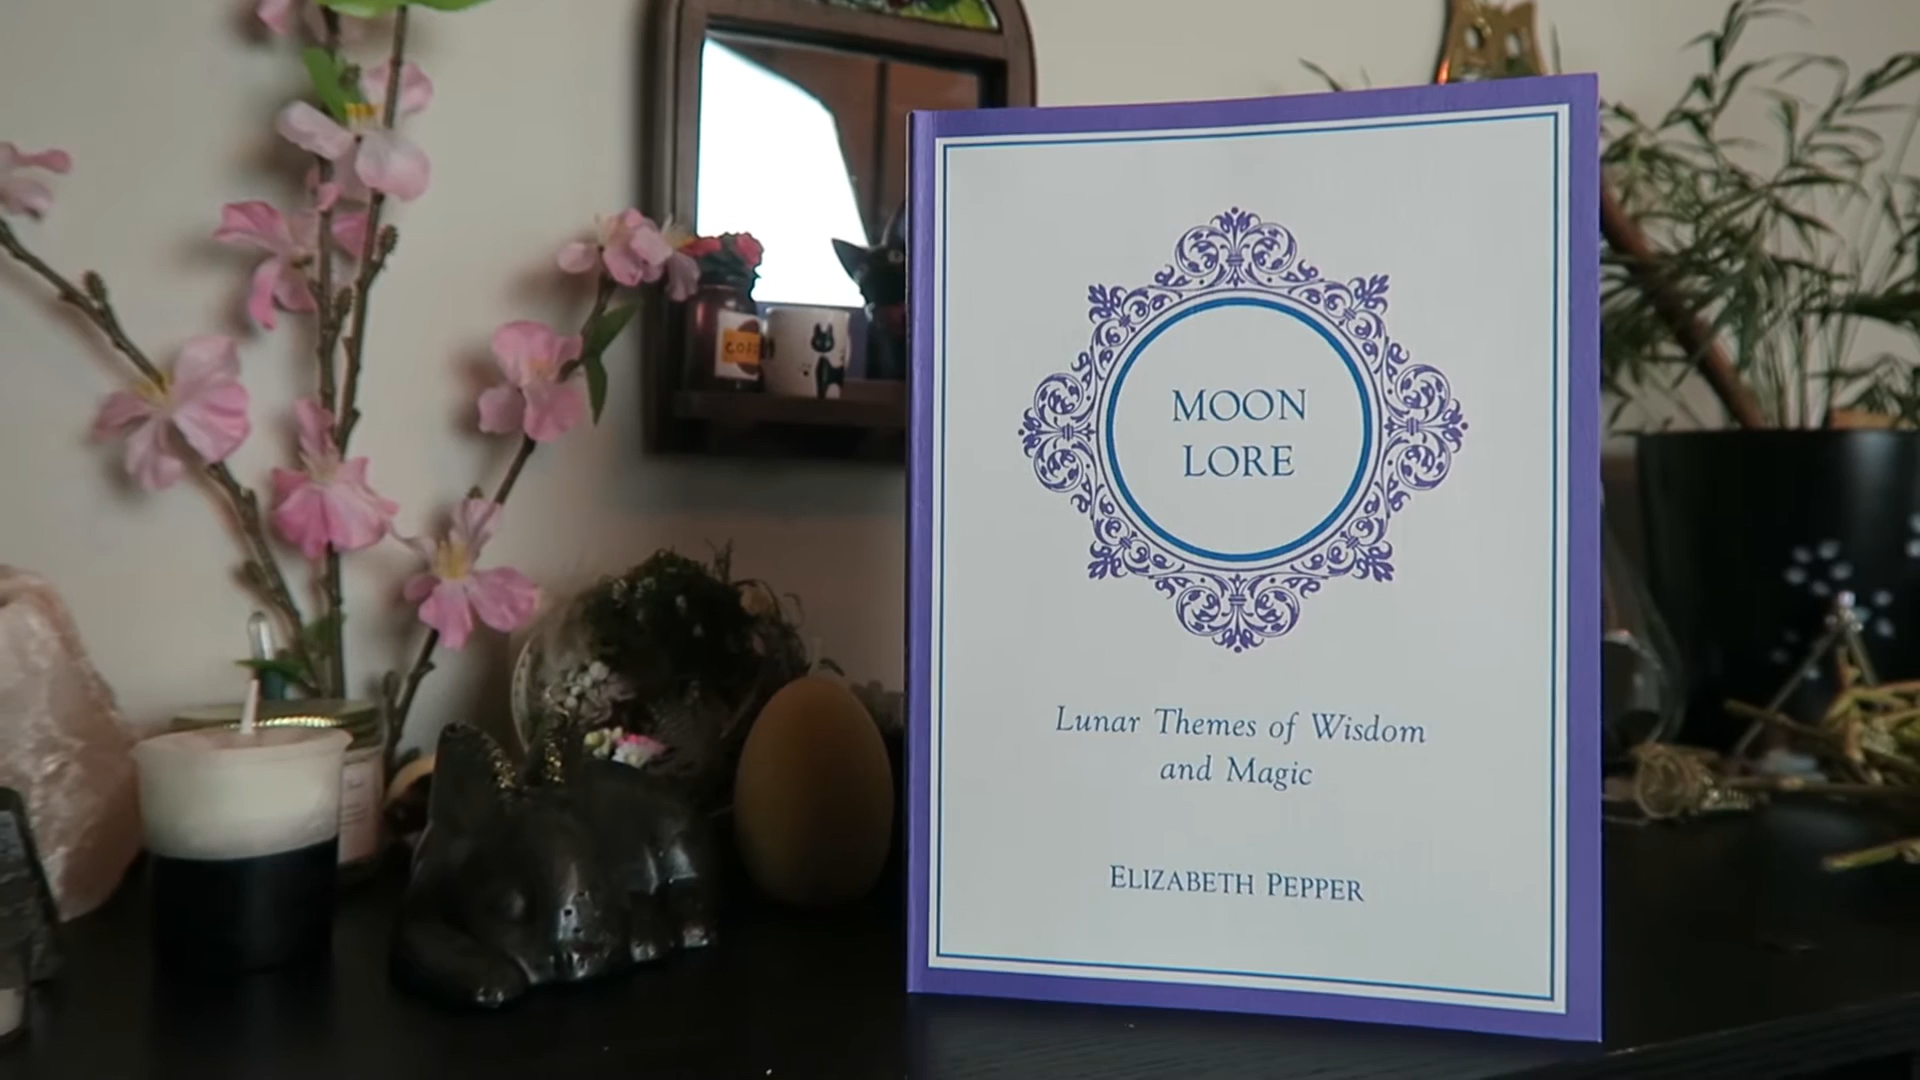 MOON
LORE
Lunar Themes of Wisdom
and Magic
ELIZABETH PEPPER